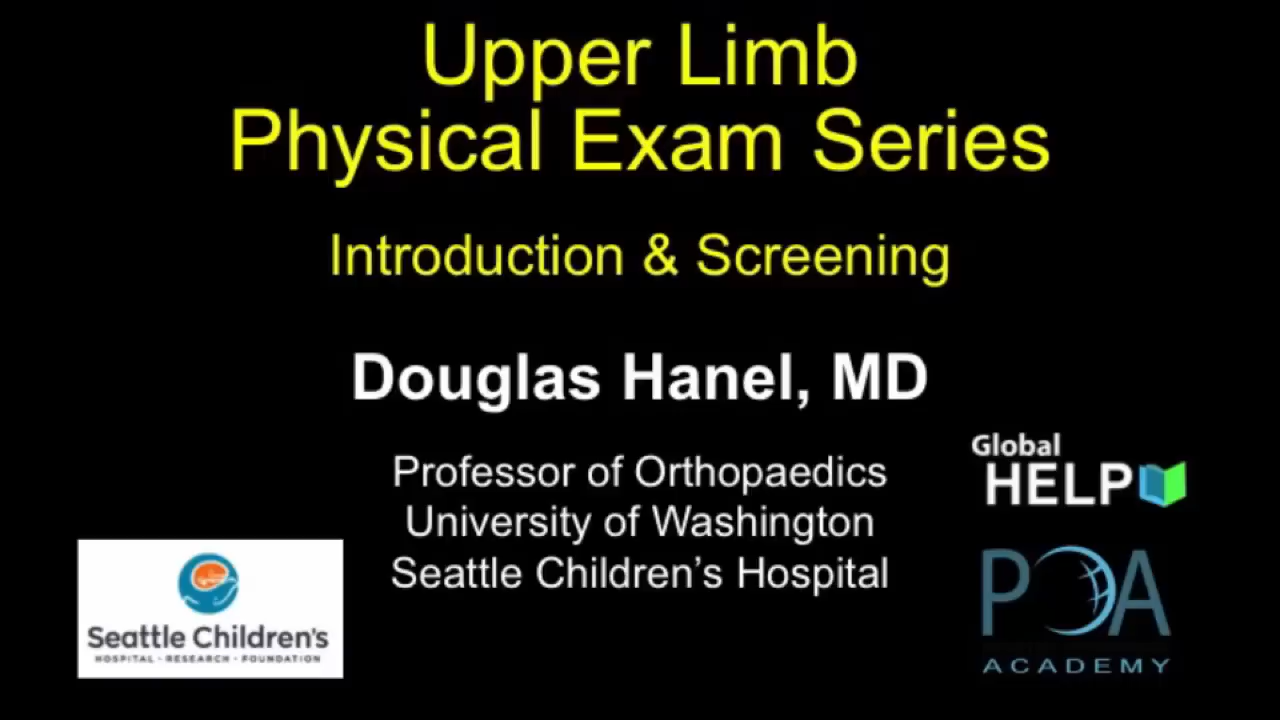 Upper Limb
Physical Exam Series
Introduction & Screening
Douglas Hanel, MD
Professor of Orthopaedics
University of Washington
Seattle Children's Hospital
Global
HELP
Seattle Children's
HOSPITAL · RESEARCH · FOUNDATION
POA
ACADEMY